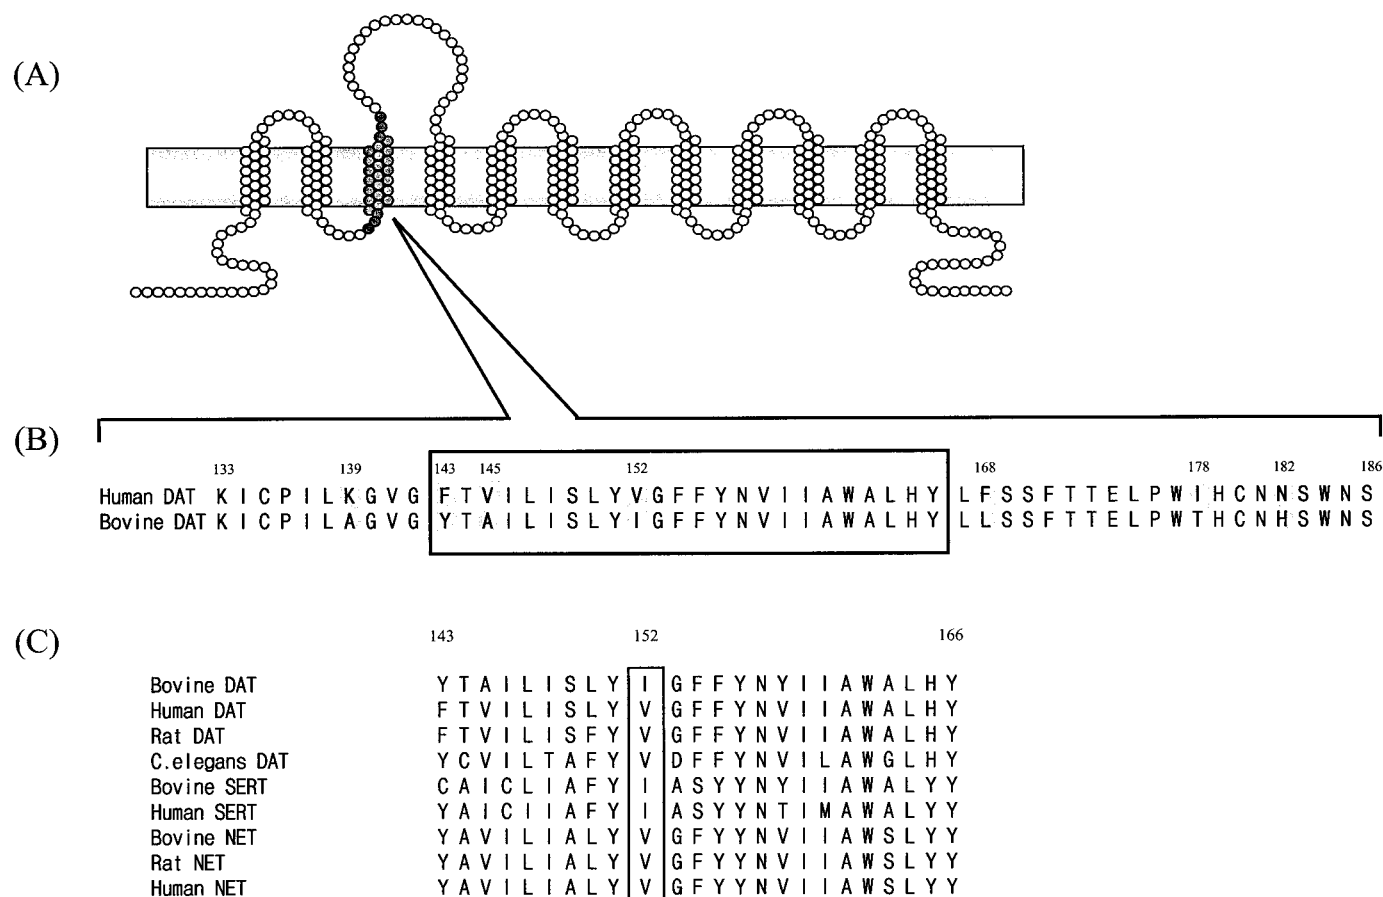 (A)
(B)
133 139 143 145 152 168 178 182 186
Human DAT K I C P I L K G V G F T V I L I S L Y V G F F Y N V I I A W A L H Y L F S S F T T E L P W I H C N N S W N S
Bovine DAT K I C P I L A G V G Y T A I L I S L Y I G F F Y N V I I A W A L H Y L L S S F T T E L P W T H C N H S W N S
(C)
143 152 166
Bovine DAT Y T A I L I S L Y I G F F Y N Y I I A W A L H Y
Human DAT F T V I L I S L Y V G F F Y N V I I A W A L H Y
Rat DAT F T V I L I S F Y V G F F Y N V I I A W A L H Y
C.elegans DAT Y C V I L T A F Y V D F F Y N V I L A W G L H Y
Bovine SERT C A I C L I A F Y I A S Y Y N Y I I A W A L Y Y
Human SERT Y A I C I I A F Y I A S Y Y N T I M A W A L Y Y
Bovine NET Y A V I L I A L Y V G F Y Y N V I I A W S L Y Y
Rat NET Y A V I L I A L Y V G F Y Y N V I I A W S L Y Y
Human NET Y A V I L I A L Y V G F Y Y N V I I A W S L Y Y